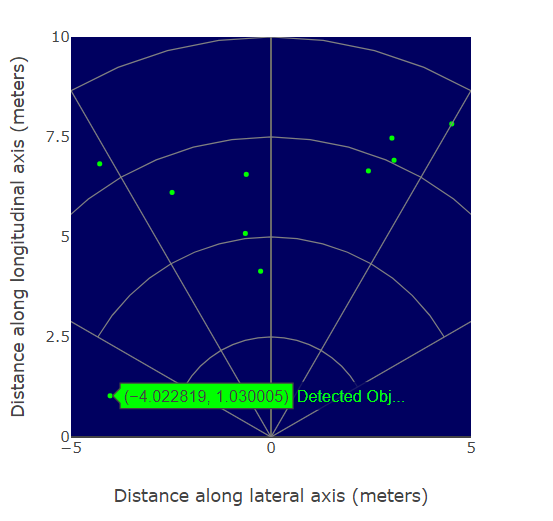 Distance along longitudinal axis (meters)
10
7.5
5
2.5
0
(−4.022819, 1.030005) Detected Obj...
−5
0
5
Distance along lateral axis (meters)